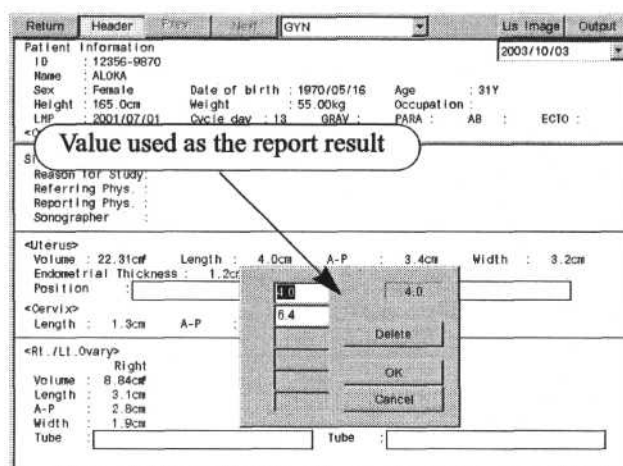 Return Header Prev Next GYN Us Image Output
Patient Information 2003/10/03
ID : 12356-9870
Name : ALOKA
Sex : Female Date of birth : 1970/05/16 Age : 31Y
Height : 165.0cm Weight : 55.00kg Occupation :
LMP : 2001/07/01 Cycle day : 13 GRAV : PARA : AB : ECTO :
Value used as the report result
Reason for Study:
Referring Phys. :
Reporting Phys. :
Sonographer :
<Uterus>
Volume : 22.31cm³ Length : 4.0cm A-P : 3.4cm Width : 3.2cm
Endometrial Thickness : 1.2c
Position :
4.0 4.0
<Cervix>
6.4
Length : 1.3cm A-P :
Delete
<Rt./Lt.Ovary>
Right
OK
Volume : 8.84cm³
Length : 3.1cm
Cancel
A-P : 2.8cm
Width : 1.9cm
Tube : Tube :